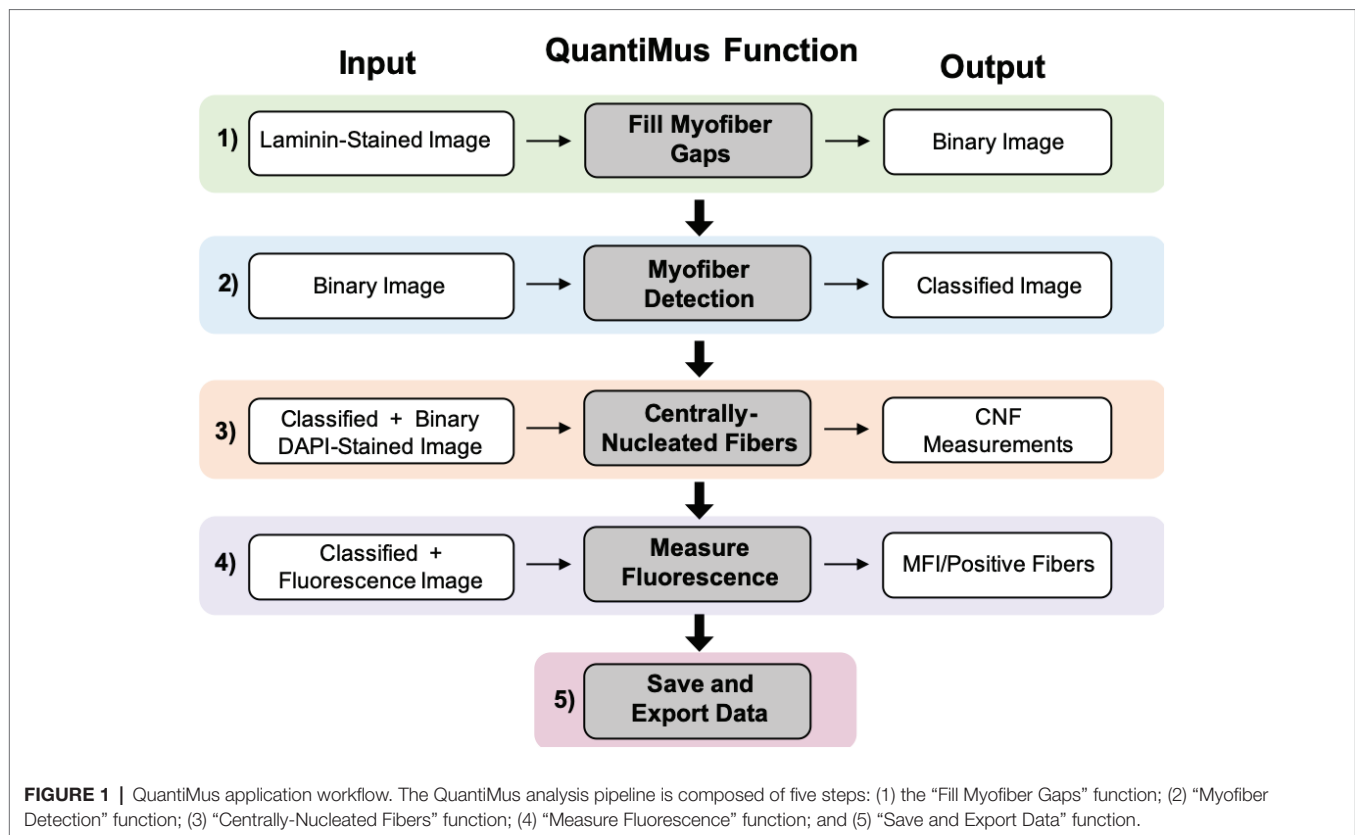 Input
QuantiMus Function
Output
1)
Laminin-Stained Image
Fill Myofiber
Gaps
Binary Image
2)
Binary Image
Myofiber
Detection
Classified Image
3)
Classified + Binary
DAPI-Stained Image
Centrally-
Nucleated Fibers
CNF
Measurements
4)
Classified +
Fluorescence Image
Measure
Fluorescence
MFI/Positive Fibers
5)
Save and
Export Data
FIGURE 1 | QuantiMus application workflow. The QuantiMus analysis pipeline is composed of five steps: (1) the “Fill Myofiber Gaps” function; (2) “Myofiber
Detection” function; (3) “Centrally-Nucleated Fibers” function; (4) “Measure Fluorescence” function; and (5) “Save and Export Data” function.